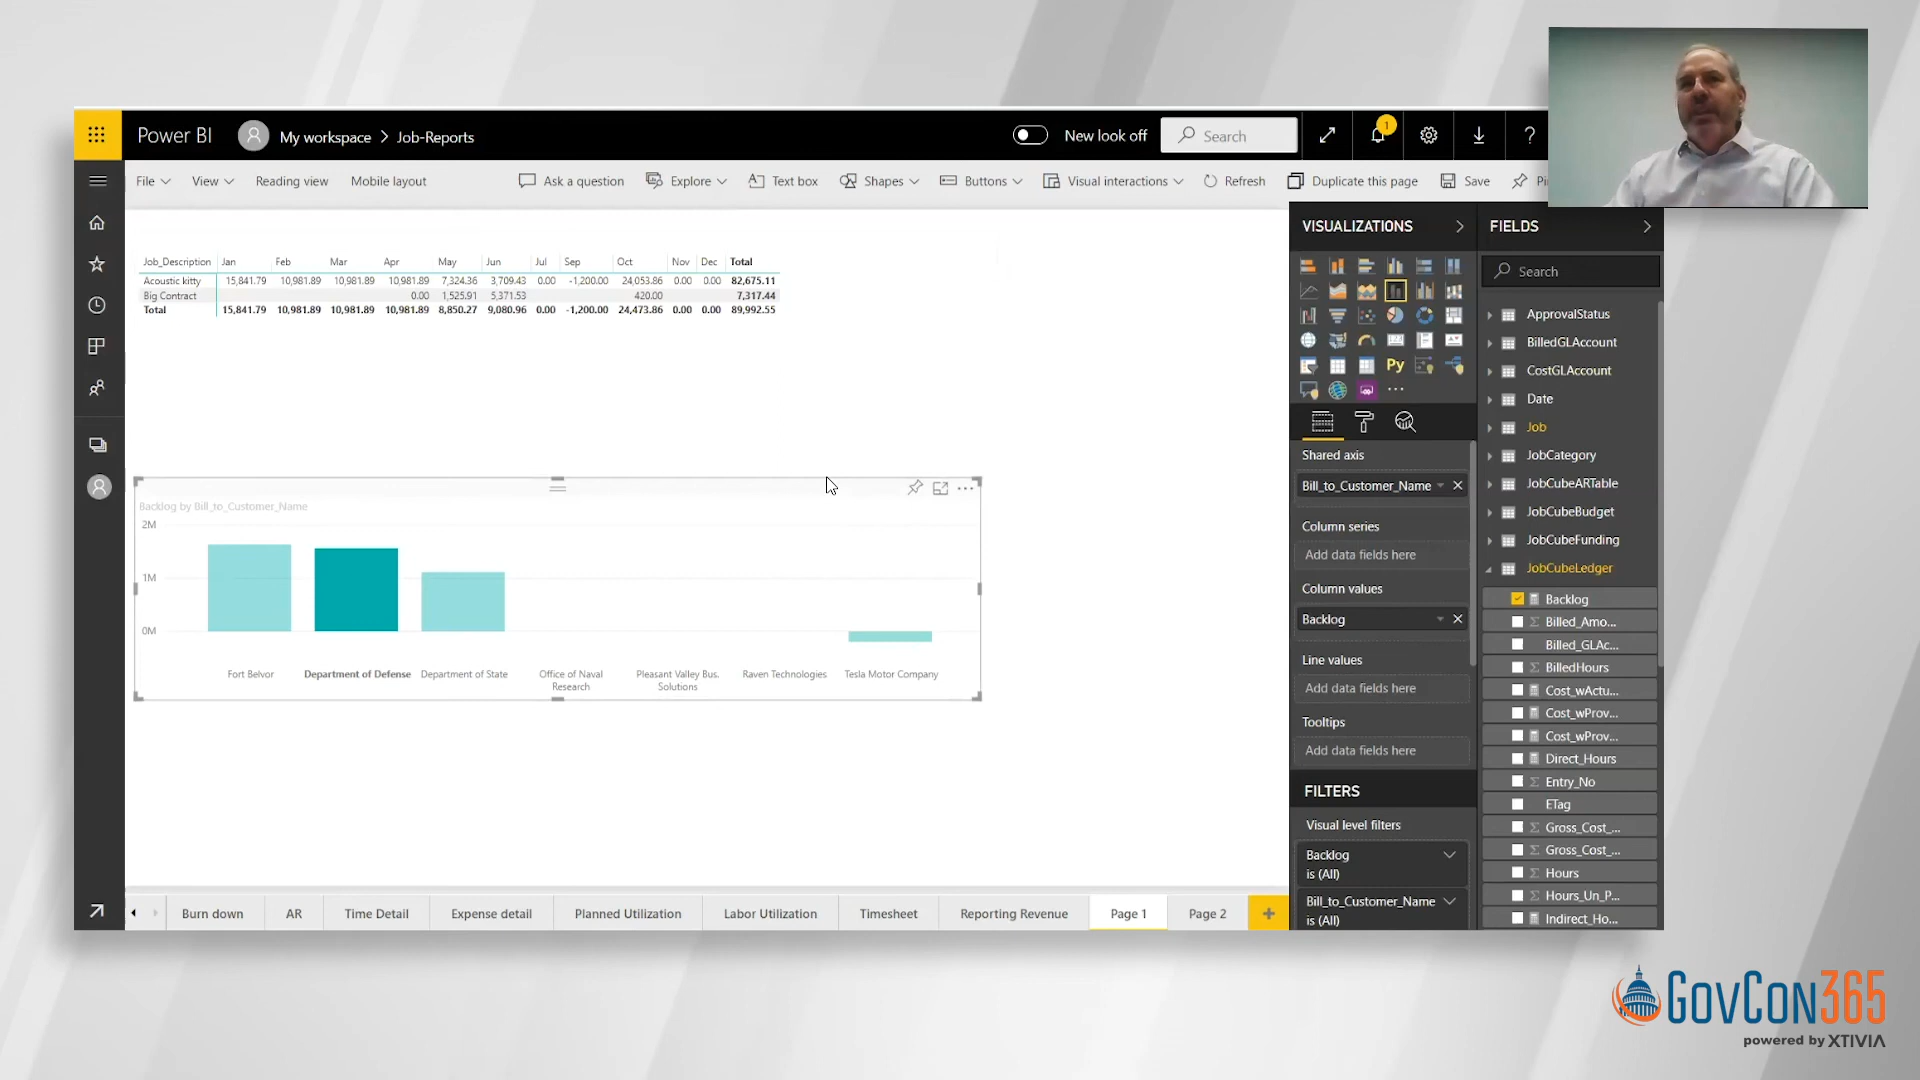 Power BI My workspace > Job-Reports New look off Search 1 ?
File View Reading view Mobile layout Ask a question Explore Text box Shapes Buttons Visual interactions Refresh Duplicate this page Save
VISUALIZATIONS
FIELDS
Search
Job_Description Jan Feb Mar Apr May Jun Jul Sep Oct Nov Dec Total
Acoustic kitty 15,841.79 10,981.89 10,981.89 10,981.89 7,324.36 3,709.43 0.00 -1,200.00 24,053.86 0.00 0.00 82,675.11
Big Contract 0.00 1,525.91 5,371.53 420.00 7,317.44
Total 15,841.79 10,981.89 10,981.89 10,981.89 8,850.27 9,080.96 0.00 -1,200.00 24,473.86 0.00 0.00 89,992.55
Backlog by Bill_to_Customer_Name
2M
1M
0M
Fort Belvor Department of Defense Department of State Office of Naval Research Pleasant Valley Bus. Solutions Raven Technologies Tesla Motor Company
Py
Shared axis
Bill_to_Customer_Name
Column series
Add data fields here
Column values
Backlog
Line values
Add data fields here
Tooltips
Add data fields here
FILTERS
Visual level filters
Backlog
is (All)
Bill_to_Customer_Name
is (All)
ApprovalStatus
BilledGLAccount
CostGLAccount
Date
Job
JobCategory
JobCubeARTable
JobCubeBudget
JobCubeFunding
JobCubeLedger
Backlog
Billed_Amo...
Billed_GLAc...
BilledHours
Cost_wActu...
Cost_wProv...
Cost_wProv...
Direct_Hours
Entry_No
ETag
Gross_Cost_...
Gross_Cost_...
Hours
Hours_Un_P...
Indirect_Ho...
Burn down AR Time Detail Expense detail Planned Utilization Labor Utilization Timesheet Reporting Revenue Page 1 Page 2 +
GOVCON365
powered by XTIVIA